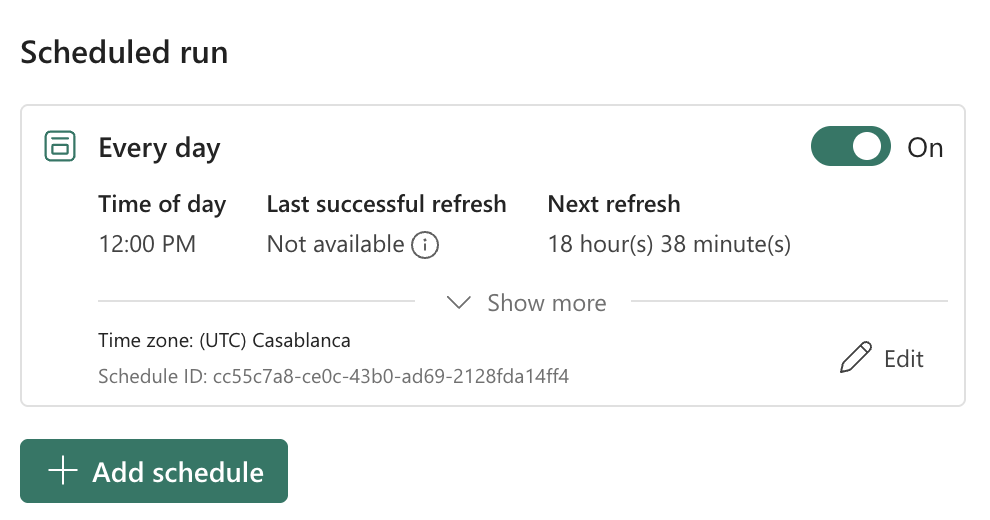 Scheduled run
Every day
On
Time of day Last successful refresh Next refresh
12:00 PM Not available 18 hour(s) 38 minute(s)
Show more
Time zone: (UTC) Casablanca
Schedule ID: cc55c7a8-ce0c-43b0-ad69-2128fda14ff4
Edit
Add schedule